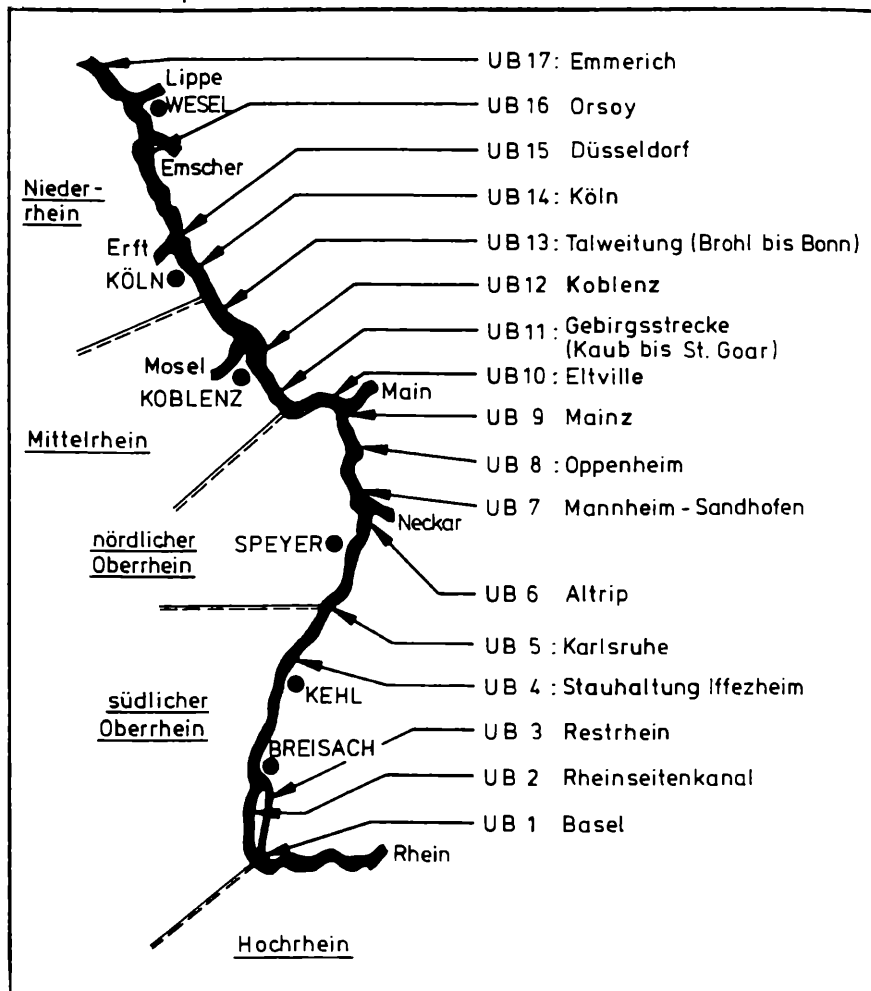 UB 17: Emmerich
Lippe
WESEL
UB 16 Orsoy
Emscher
UB 15 Düsseldorf
Nieder-
rhein
UB 14: Köln
Erft
UB 13: Talweitung (Brohl bis Bonn)
KÖLN
UB 12 Koblenz
UB 11: Gebirgsstrecke
(Kaub bis St. Goar)
Mosel
UB 10: Eltville
KOBLENZ
Main
UB 9 Mainz
Mittelrhein
UB 8: Oppenheim
UB 7 Mannheim - Sandhofen
Neckar
nördlicher
Oberrhein
SPEYER
UB 6 Altrip
UB 5: Karlsruhe
UB 4: Stauhaltung Iffezheim
KEHL
südlicher
Oberrhein
UB 3 Restrhein
BREISACH
UB 2 Rheinseitenkanal
UB 1 Basel
Rhein
Hochrhein